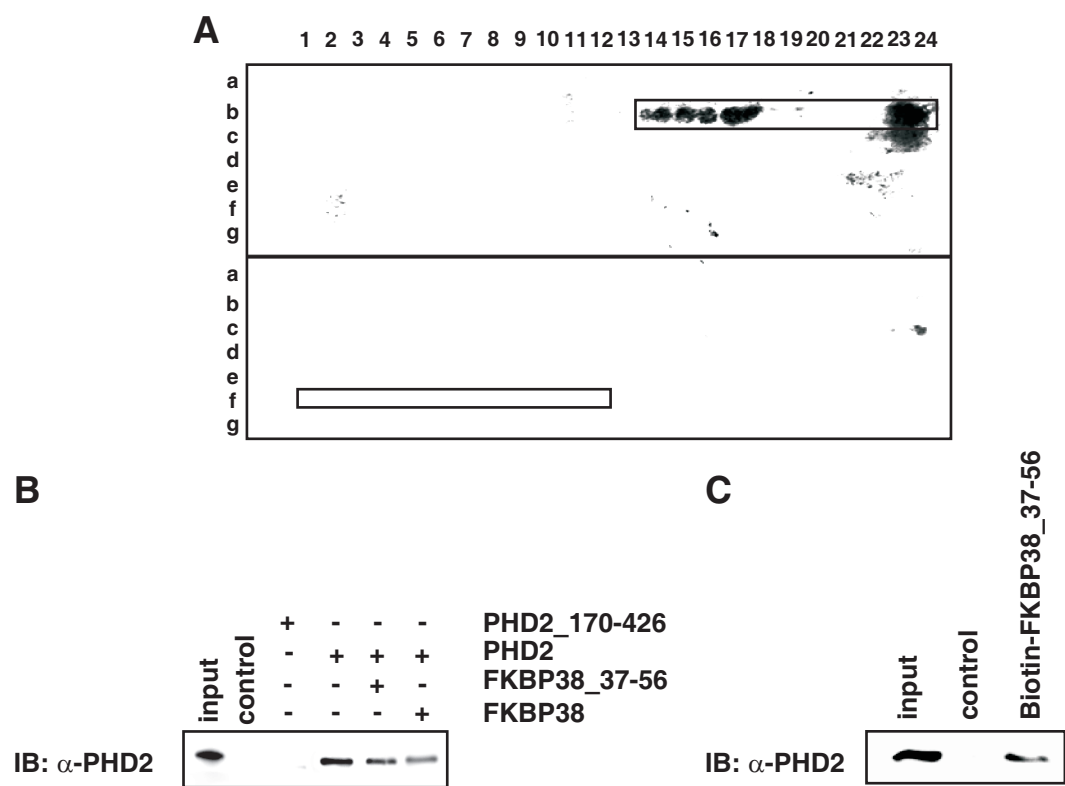 A
1 2 3 4 5 6 7 8 9 10 11 12 13 14 15 16 17 18 19 20 21 22 23 24
a
b
c
d
e
f
g
a
b
c
d
e
f
g
B
input
control
+ - - - PHD2_170-426
- + + + PHD2
- - + - FKBP38_37-56
- - - + FKBP38
IB: α-PHD2
C
input
control
Biotin-FKBP38_37-56
IB: α-PHD2